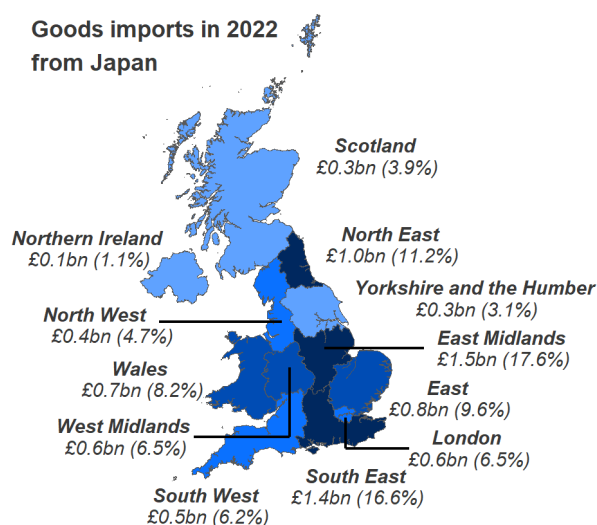 Goods imports in 2022
from Japan
Scotland
£0.3bn (3.9%)
Northern Ireland
£0.1bn (1.1%)
North East
£1.0bn (11.2%)
Yorkshire and the Humber
£0.3bn (3.1%)
North West
£0.4bn (4.7%)
East Midlands
£1.5bn (17.6%)
Wales
£0.7bn (8.2%)
East
£0.8bn (9.6%)
West Midlands
£0.6bn (6.5%)
London
£0.6bn (6.5%)
South East
£1.4bn (16.6%)
South West
£0.5bn (6.2%)